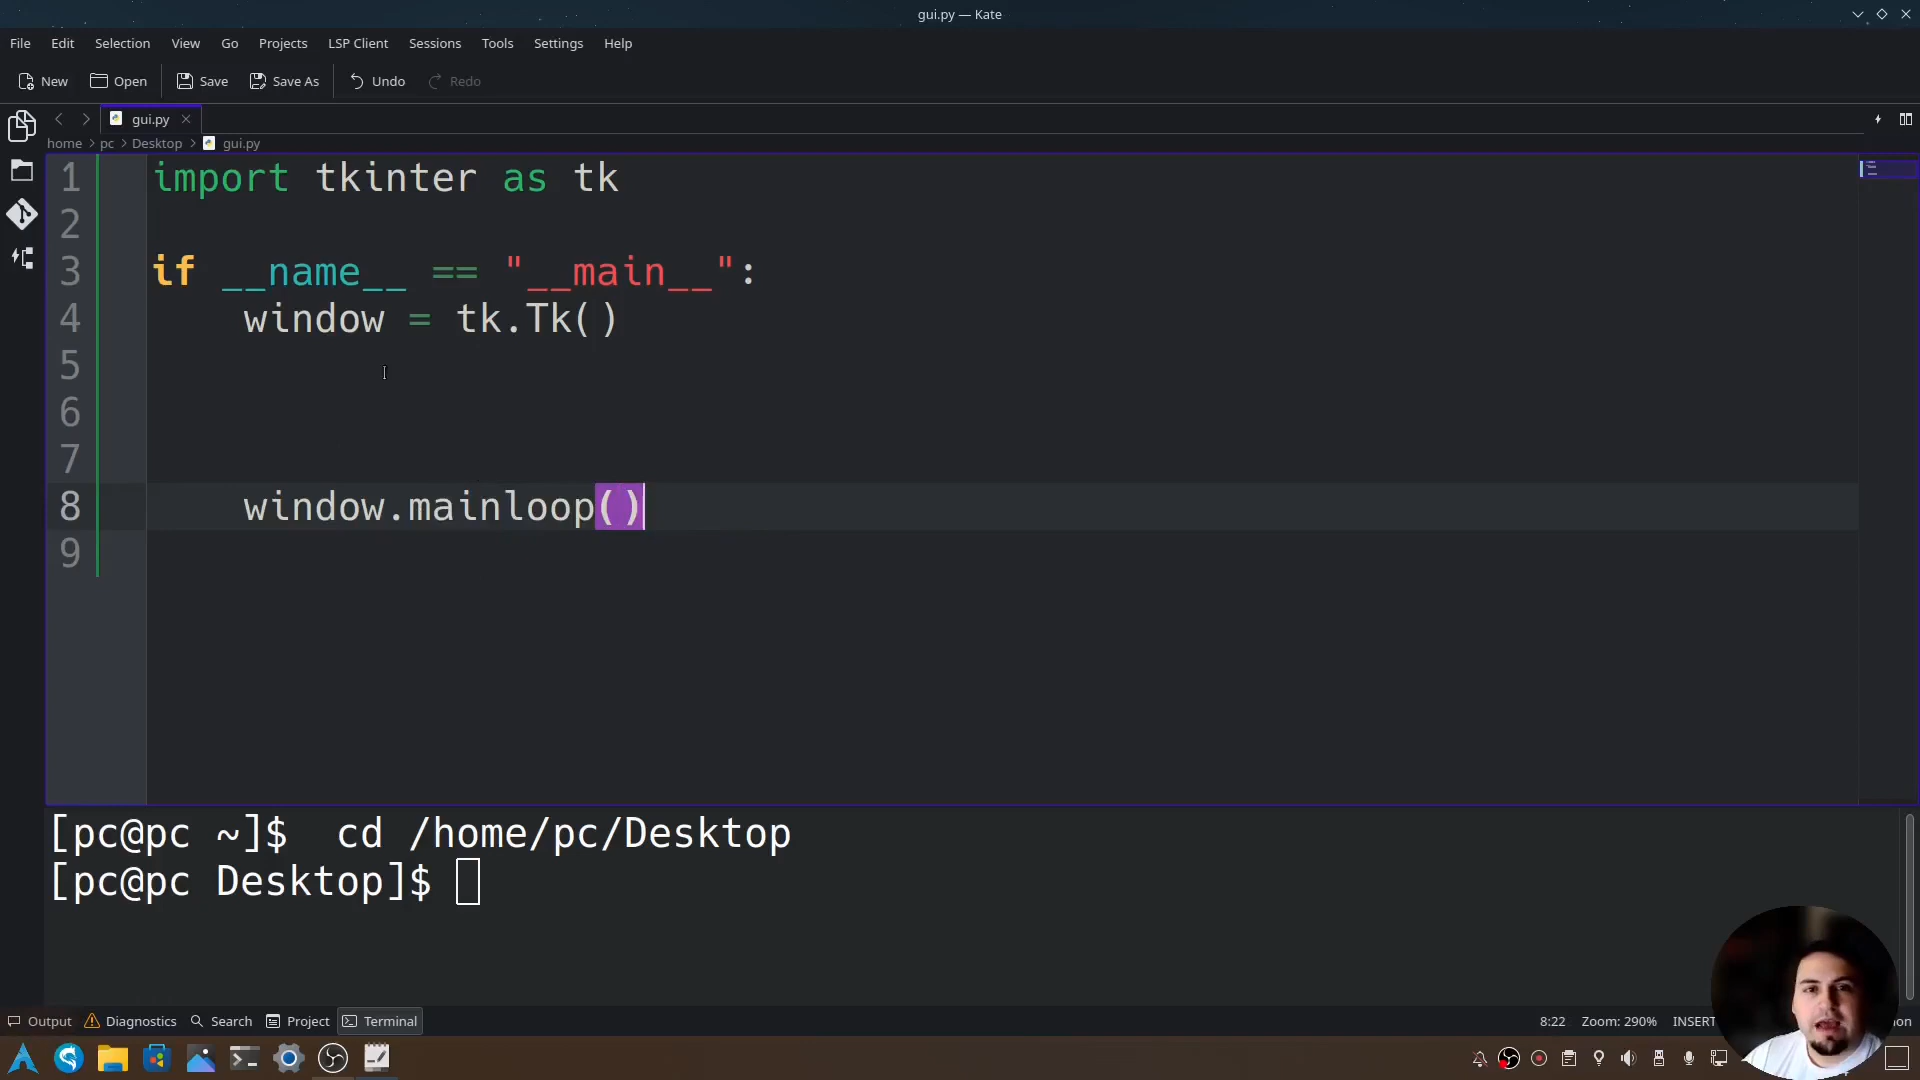 gui.py — Kate
File Edit Selection View Go Projects LSP Client Sessions Tools Settings Help
New Open Save Save As Undo Redo
gui.py
home > pc > Desktop > gui.py
1 import tkinter as tk
2
3 if __name__ == "__main__":
4 window = tk.Tk()
5
6
7
8 window.mainloop()
9
[pc@pc ~]$  cd /home/pc/Desktop
[pc@pc Desktop]$
Output Diagnostics Search Project Terminal 8:22 Zoom: 290% INSERT